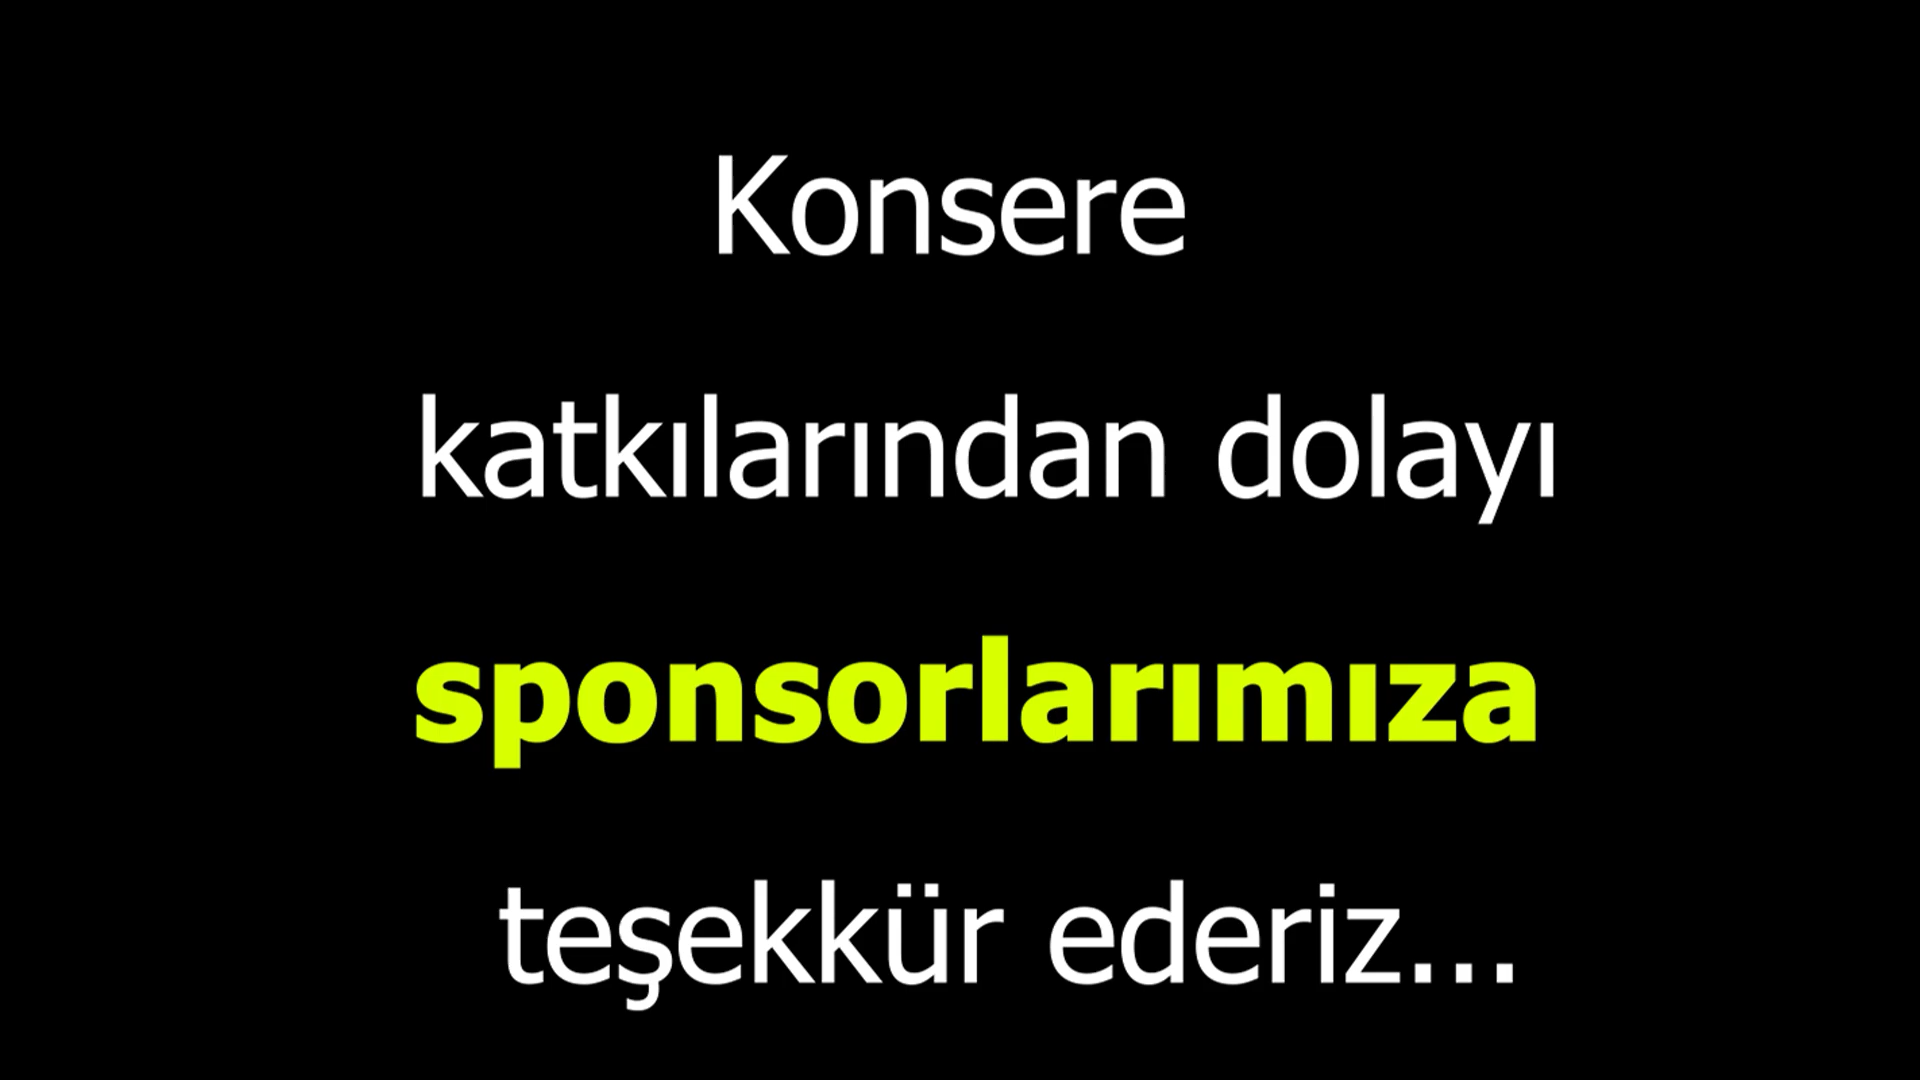 Konsere
katkılarından dolayı
sponsorlarımıza
teşekkür ederiz...